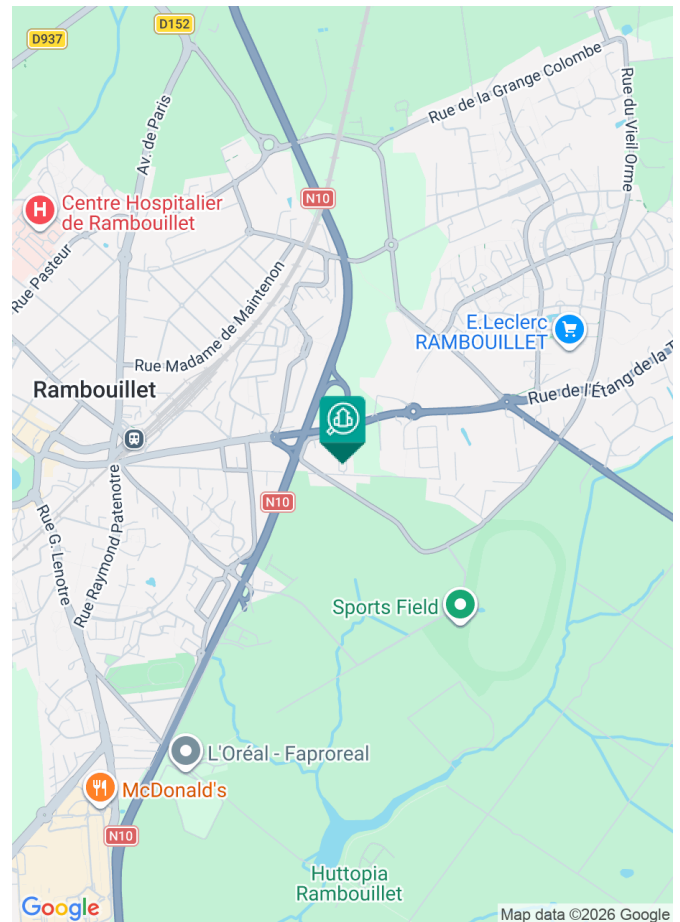 D152
D937
Av. de Paris
Rue de la Grange Colombe
Rue du Vieil Orme
H
Centre Hospitalier
de Rambouillet
N10
Rue Pasteur
Rue Madame de Maintenon
E.Leclerc
RAMBOUILLET
Rue de l'Étang de la T
Rambouillet
N10
Rue G. Lenotre
Rue Raymond Patenotre
Sports Field
L'Oréal - Faproreal
McDonald's
N10
Huttopia
Rambouillet
Google
Map data ©2026 Google